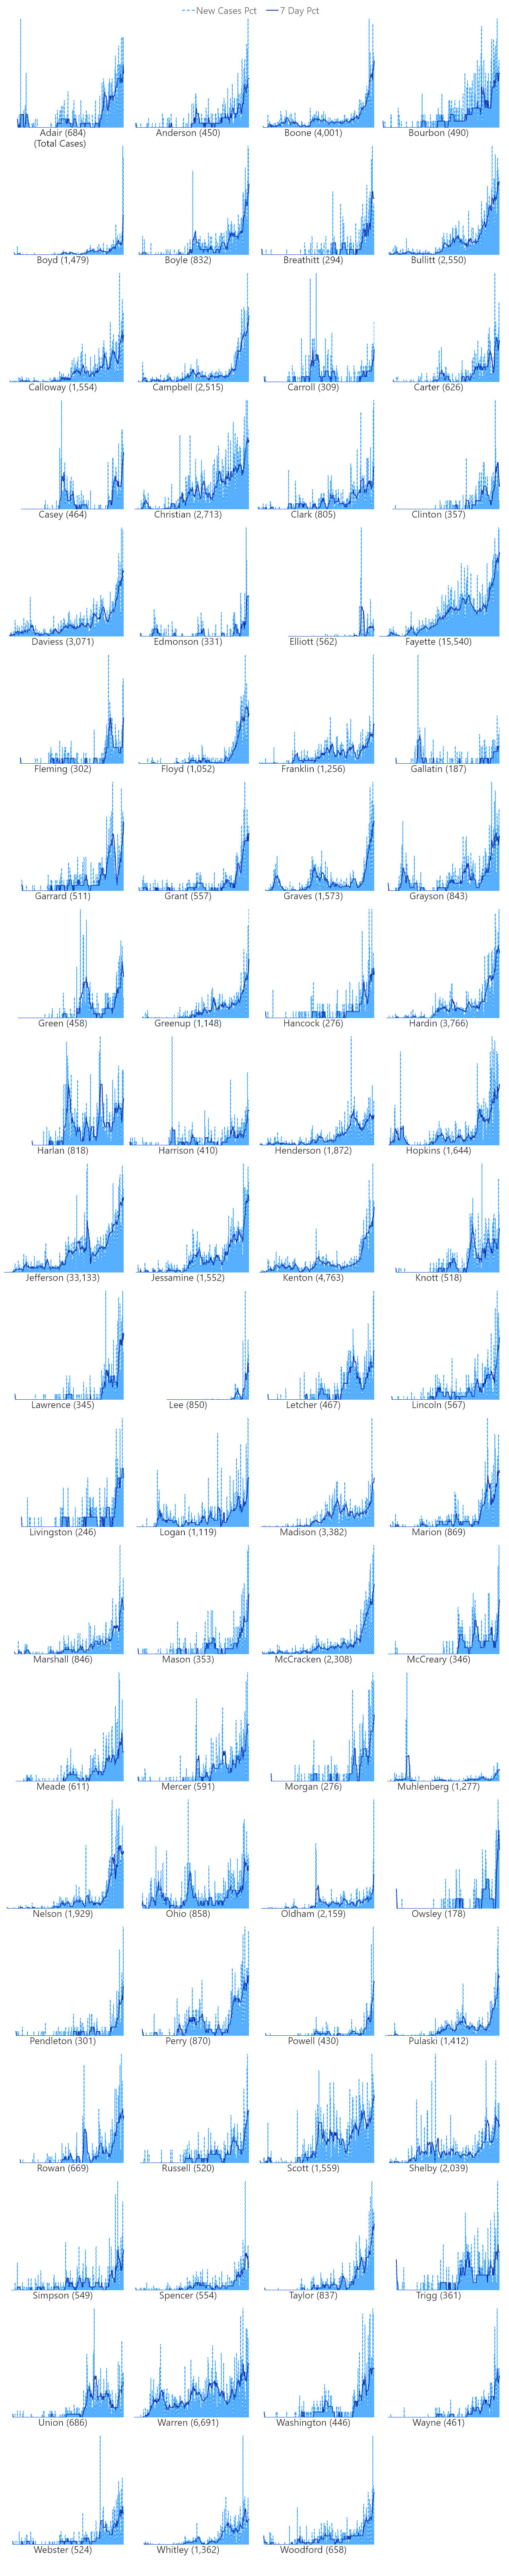 New Cases Pct 7 Day Pct
Adair (684) Anderson (450) Boone (4,001) Bourbon (490)
(Total Cases)
Boyd (1,479) Boyle (832) Breathitt (294) Bullitt (2,550)
Calloway (1,554) Campbell (2,515) Carroll (309) Carter (626)
Casey (464) Christian (2,713) Clark (805) Clinton (357)
Daviess (3,071) Edmonson (331) Elliott (562) Fayette (15,540)
Fleming (302) Floyd (1,052) Franklin (1,256) Gallatin (187)
Garrard (511) Grant (557) Graves (1,573) Grayson (843)
Green (458) Greenup (1,148) Hancock (276) Hardin (3,766)
Harlan (818) Harrison (410) Henderson (1,872) Hopkins (1,644)
Jefferson (33,133) Jessamine (1,552) Kenton (4,763) Knott (518)
Lawrence (345) Lee (850) Letcher (467) Lincoln (567)
Livingston (246) Logan (1,119) Madison (3,382) Marion (869)
Marshall (846) Mason (353) McCracken (2,308) McCreary (346)
Meade (611) Mercer (591) Morgan (276) Muhlenberg (1,277)
Nelson (1,929) Ohio (858) Oldham (2,159) Owsley (178)
Pendleton (301) Perry (870) Powell (430) Pulaski (1,412)
Rowan (669) Russell (520) Scott (1,559) Shelby (2,039)
Simpson (549) Spencer (554) Taylor (837) Trigg (361)
Union (686) Warren (6,691) Washington (446) Wayne (461)
Webster (524) Whitley (1,362) Woodford (658)